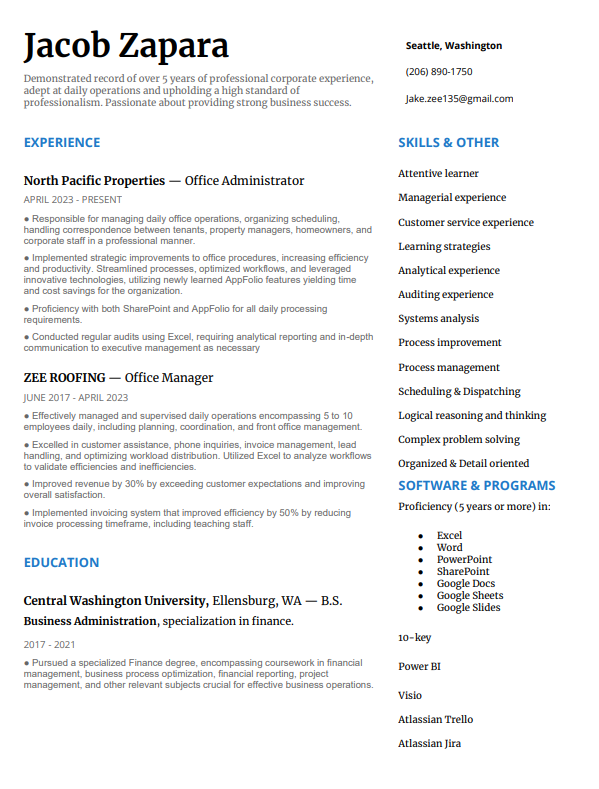 Jacob Zapara
Demonstrated record of over 5 years of professional corporate experience,
adept at daily operations and upholding a high standard of
professionalism. Passionate about providing strong business success.
Seattle, Washington
(206) 890-1750
Jake.zee135@gmail.com
EXPERIENCE
North Pacific Properties — Office Administrator
APRIL 2023 - PRESENT
● Responsible for managing daily office operations, organizing scheduling,
handling correspondence between tenants, property managers, homeowners, and
corporate staff in a professional manner.
● Implemented strategic improvements to office procedures, increasing efficiency
and productivity. Streamlined processes, optimized workflows, and leveraged
innovative technologies, utilizing newly learned AppFolio features yielding time
and cost savings for the organization.
● Proficiency with both SharePoint and AppFolio for all daily processing
requirements.
● Conducted regular audits using Excel, requiring analytical reporting and in-depth
communication to executive management as necessary
ZEE ROOFING — Office Manager
JUNE 2017 - APRIL 2023
● Effectively managed and supervised daily operations encompassing 5 to 10
employees daily, including planning, coordination, and front office management.
● Excelled in customer assistance, phone inquiries, invoice management, lead
handling, and optimizing workload distribution. Utilized Excel to analyze workflows
to validate efficiencies and inefficiencies.
● Improved revenue by 30% by exceeding customer expectations and improving
overall satisfaction.
● Implemented invoicing system that improved efficiency by 50% by reducing
invoice processing timeframe, including teaching staff.
EDUCATION
Central Washington University, Ellensburg, WA — B.S.
Business Administration, specialization in finance.
2017 - 2021
● Pursued a specialized Finance degree, encompassing coursework in financial
management, business process optimization, financial reporting, project
management, and other relevant subjects crucial for effective business operations.
SKILLS & OTHER
Attentive learner
Managerial experience
Customer service experience
Learning strategies
Analytical experience
Auditing experience
Systems analysis
Process improvement
Process management
Scheduling & Dispatching
Logical reasoning and thinking
Complex problem solving
Organized & Detail oriented
SOFTWARE & PROGRAMS
Proficiency (5 years or more) in:
● Excel
● Word
● PowerPoint
● SharePoint
● Google Docs
● Google Sheets
● Google Slides
10-key
Power BI
Visio
Atlassian Trello
Atlassian Jira